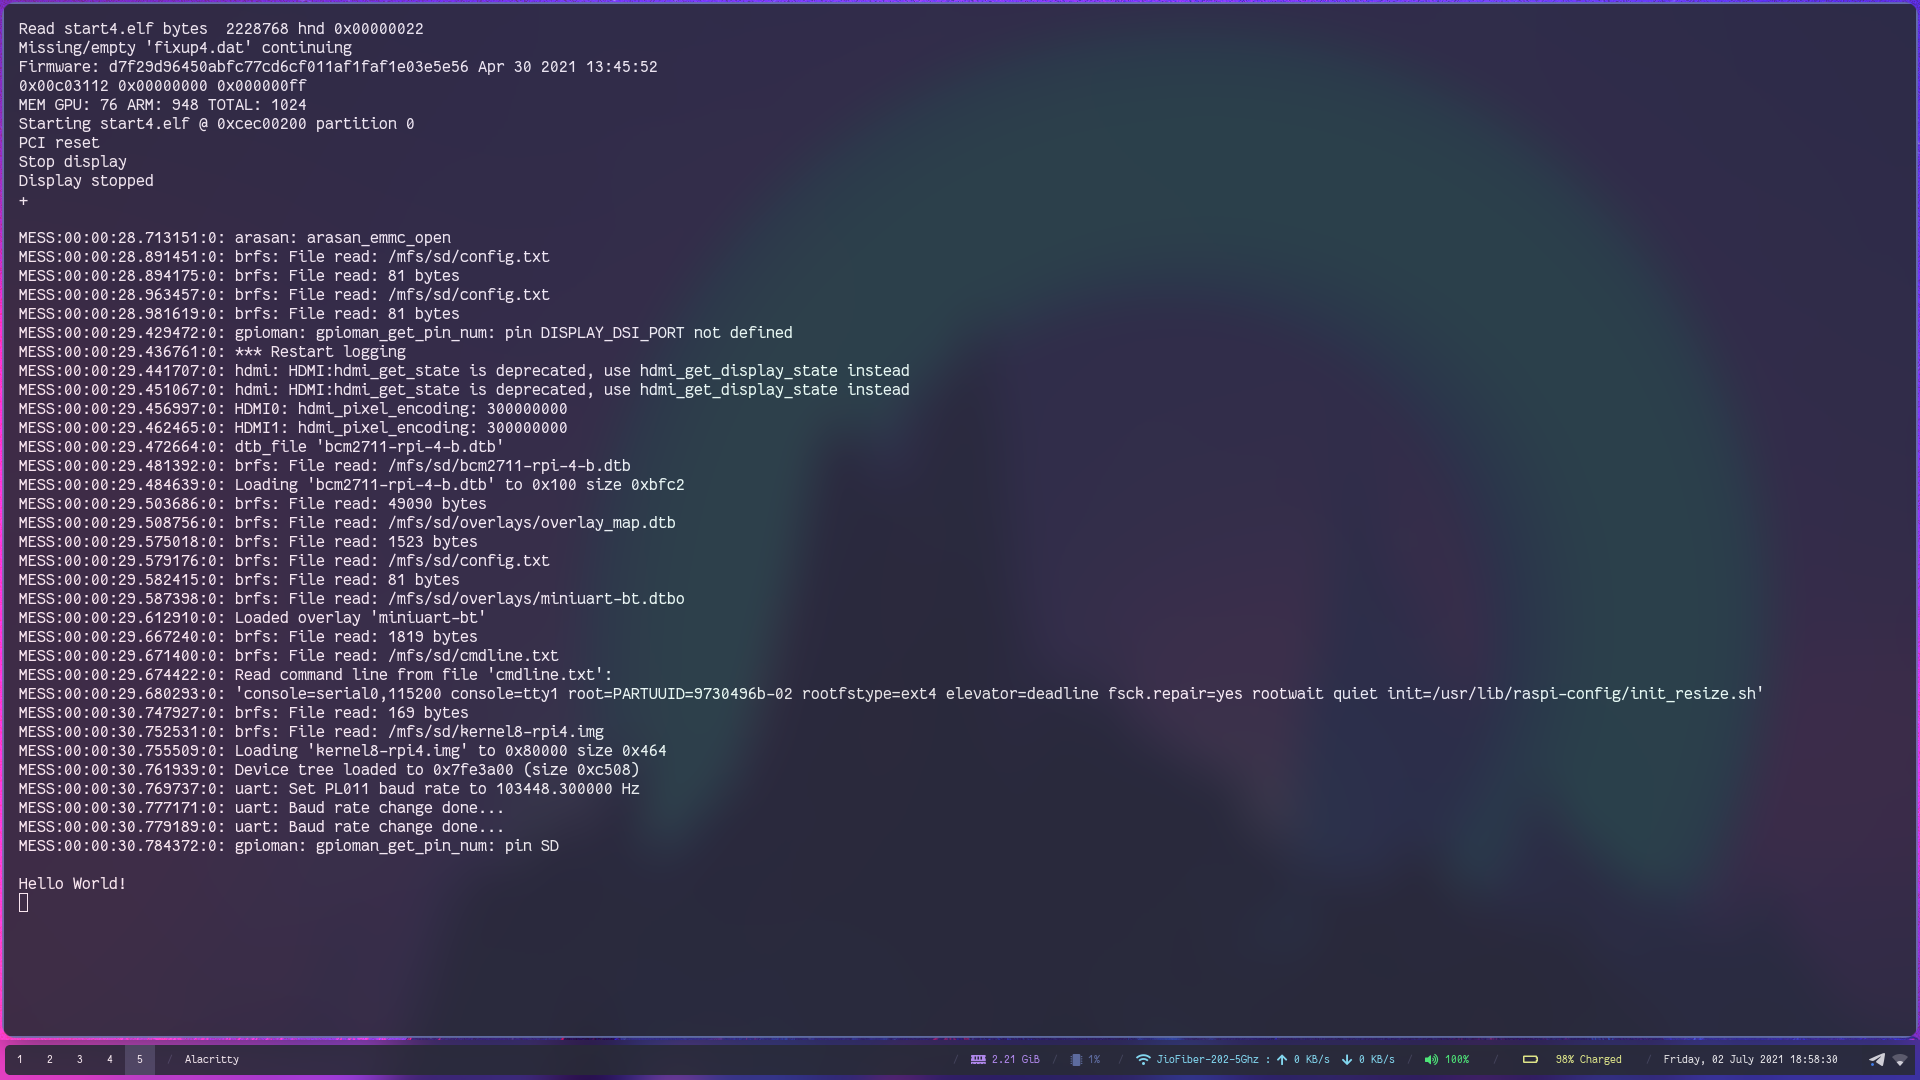 Read start4.elf bytes  2228768 hnd 0x00000022
Missing/empty 'fixup4.dat' continuing
Firmware: d7f29d96450abfc77cd6cf011af1faf1e03e5e56 Apr 30 2021 13:45:52
0x00c03112 0x00000000 0x000000ff
MEM GPU: 76 ARM: 948 TOTAL: 1024
Starting start4.elf @ 0xcec00200 partition 0
PCI reset
Stop display
Display stopped
+
MESS:00:00:28.713151:0: arasan: arasan_emmc_open
MESS:00:00:28.891451:0: brfs: File read: /mfs/sd/config.txt
MESS:00:00:28.894175:0: brfs: File read: 81 bytes
MESS:00:00:28.963457:0: brfs: File read: /mfs/sd/config.txt
MESS:00:00:28.981619:0: brfs: File read: 81 bytes
MESS:00:00:29.429472:0: gpioman: gpioman_get_pin_num: pin DISPLAY_DSI_PORT not defined
MESS:00:00:29.436761:0: *** Restart logging
MESS:00:00:29.441707:0: hdmi: HDMI:hdmi_get_state is deprecated, use hdmi_get_display_state instead
MESS:00:00:29.451067:0: hdmi: HDMI:hdmi_get_state is deprecated, use hdmi_get_display_state instead
MESS:00:00:29.456997:0: HDMI0: hdmi_pixel_encoding: 300000000
MESS:00:00:29.462465:0: HDMI1: hdmi_pixel_encoding: 300000000
MESS:00:00:29.472664:0: dtb_file 'bcm2711-rpi-4-b.dtb'
MESS:00:00:29.481392:0: brfs: File read: /mfs/sd/bcm2711-rpi-4-b.dtb
MESS:00:00:29.484639:0: Loading 'bcm2711-rpi-4-b.dtb' to 0x100 size 0xbfc2
MESS:00:00:29.503686:0: brfs: File read: 49090 bytes
MESS:00:00:29.508756:0: brfs: File read: /mfs/sd/overlays/overlay_map.dtb
MESS:00:00:29.575018:0: brfs: File read: 1523 bytes
MESS:00:00:29.579176:0: brfs: File read: /mfs/sd/config.txt
MESS:00:00:29.582415:0: brfs: File read: 81 bytes
MESS:00:00:29.587398:0: brfs: File read: /mfs/sd/overlays/miniuart-bt.dtbo
MESS:00:00:29.612910:0: Loaded overlay 'miniuart-bt'
MESS:00:00:29.667240:0: brfs: File read: 1819 bytes
MESS:00:00:29.671400:0: brfs: File read: /mfs/sd/cmdline.txt
MESS:00:00:29.674422:0: Read command line from file 'cmdline.txt':
MESS:00:00:29.680293:0: 'console=serial0,115200 console=tty1 root=PARTUUID=9730496b-02 rootfstype=ext4 elevator=deadline fsck.repair=yes rootwait quiet init=/usr/lib/raspi-config/init_resize.sh'
MESS:00:00:30.747927:0: brfs: File read: 169 bytes
MESS:00:00:30.752531:0: brfs: File read: /mfs/sd/kernel8-rpi4.img
MESS:00:00:30.755509:0: Loading 'kernel8-rpi4.img' to 0x80000 size 0x464
MESS:00:00:30.761939:0: Device tree loaded to 0x7fe3a00 (size 0xc508)
MESS:00:00:30.769737:0: uart: Set PL011 baud rate to 103448.300000 Hz
MESS:00:00:30.777171:0: uart: Baud rate change done...
MESS:00:00:30.779189:0: uart: Baud rate change done...
MESS:00:00:30.784372:0: gpioman: gpioman_get_pin_num: pin SD
Hello World!
1 2 3 4 5 / Alacritty / 2.21 GiB / 1% / JioFiber-202-5Ghz : 0 KB/s 0 KB/s / 100% / 98% Charged / Friday, 02 July 2021 18:58:30